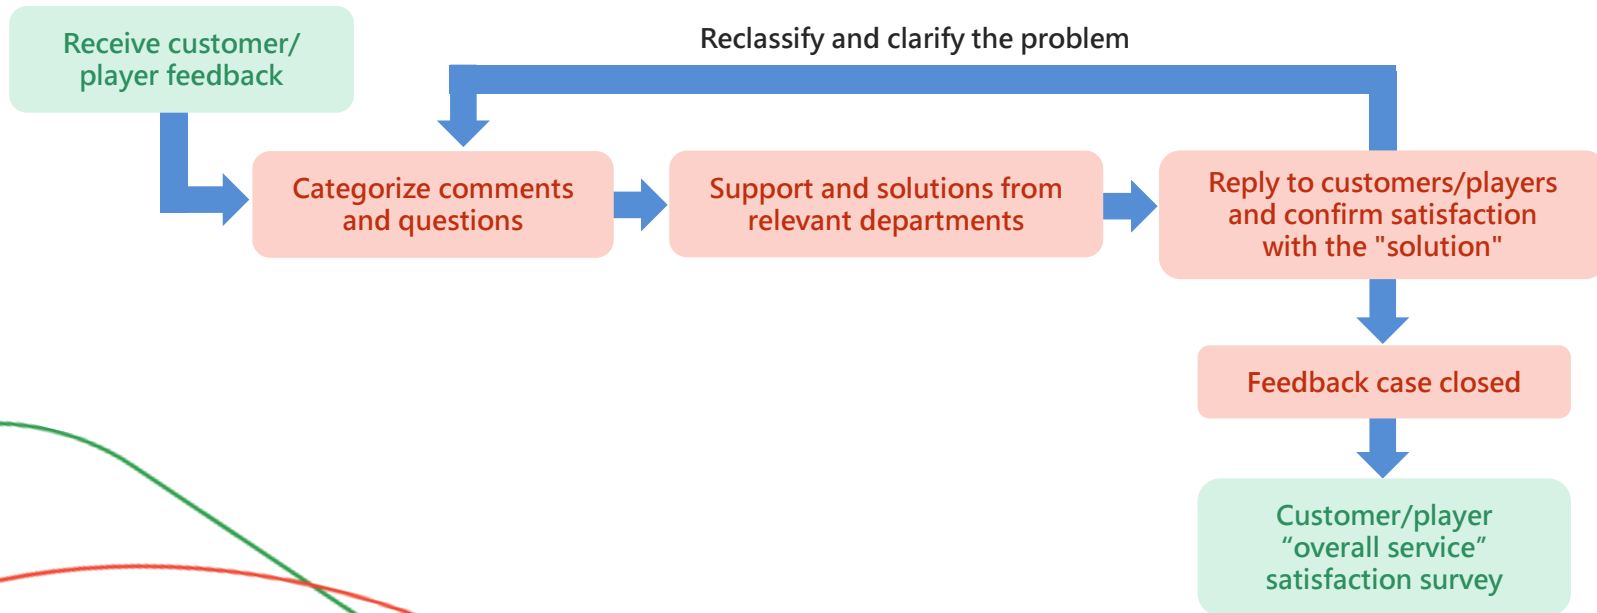 Receive customer/
player feedback
Reclassify and clarify the problem
Categorize comments
and questions
Support and solutions from
relevant departments
Reply to customers/players
and confirm satisfaction
with the "solution"
Feedback case closed
Customer/player
“overall service”
satisfaction survey